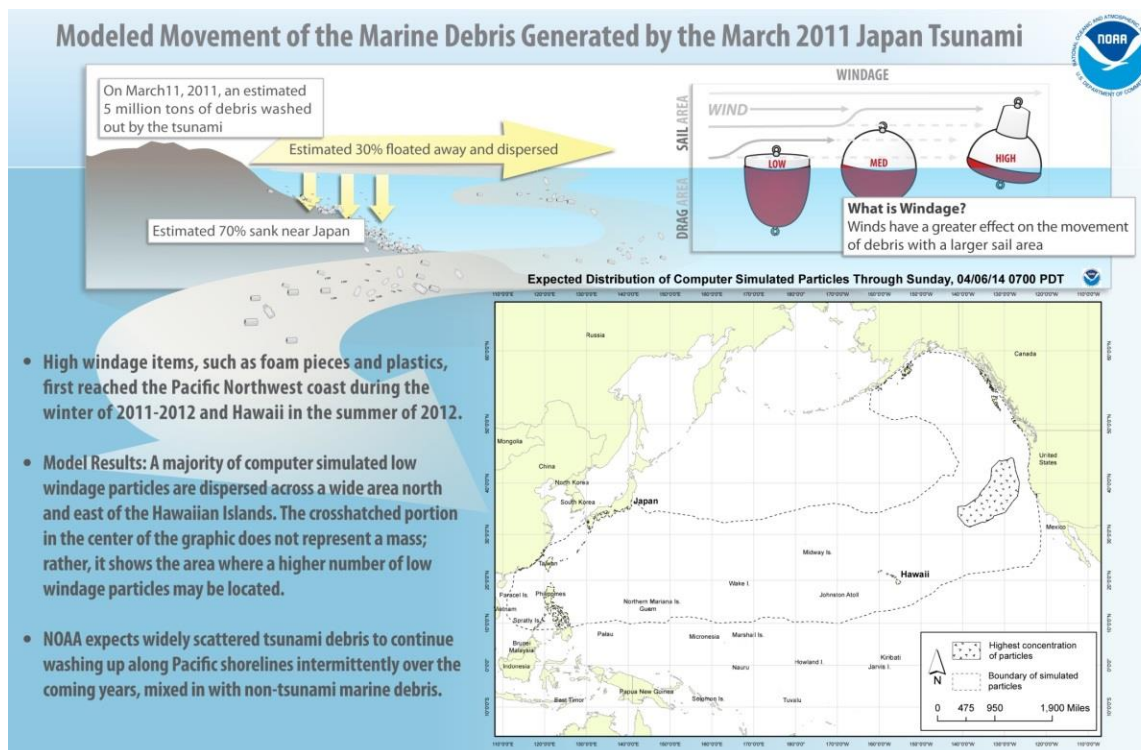 Modeled Movement of the Marine Debris Generated by the March 2011 Japan Tsunami
NOAA
On March11, 2011, an estimated
5 million tons of debris washed
out by the tsunami
Estimated 30% floated away and dispersed
Estimated 70% sank near Japan
WINDAGE
SAIL AREA
DRAG AREA
WIND
LOW
MED
HIGH
What is Windage?
Winds have a greater effect on the movement
of debris with a larger sail area
• High windage items, such as foam pieces and plastics,
first reached the Pacific Northwest coast during the
winter of 2011-2012 and Hawaii in the summer of 2012.
• Model Results: A majority of computer simulated low
windage particles are dispersed across a wide area north
and east of the Hawaiian Islands. The crosshatched portion
in the center of the graphic does not represent a mass;
rather, it shows the area where a higher number of low
windage particles may be located.
• NOAA expects widely scattered tsunami debris to continue
washing up along Pacific shorelines intermittently over the
coming years, mixed in with non-tsunami marine debris.
Expected Distribution of Computer Simulated Particles Through Sunday, 04/06/14 0700 PDT
Russia
Canada
Mongolia
China
North Korea
South Korea
Japan
United
States
Mexico
Taiwan
Midway Is.
Hawaii
Wake I.
Johnston Atoll
Paracel Is.
Philippines
Vietnam
Northern Mariana Is.
Guam
Spratly Is.
Palau
Micronesia
Marshall Is.
Brunei
Malaysia
Indonesia
Nauru
Howland I.
Kiribati
Jarvis I.
Papua New Guinea
East Timor
Solomon Is.
Tuvalu
Highest concentration
of particles
Boundary of simulated
particles
N
0 475 950 1,900 Miles